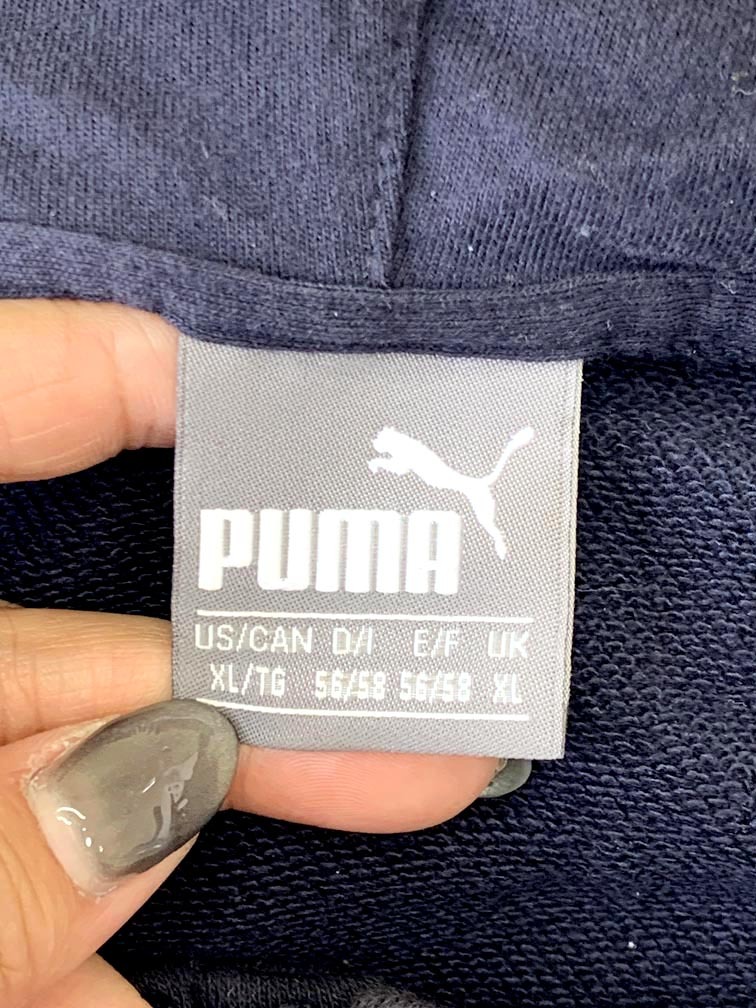 PUMA
US/CAN D/I E/F UK
XL/TG 56/58 56/58 XL